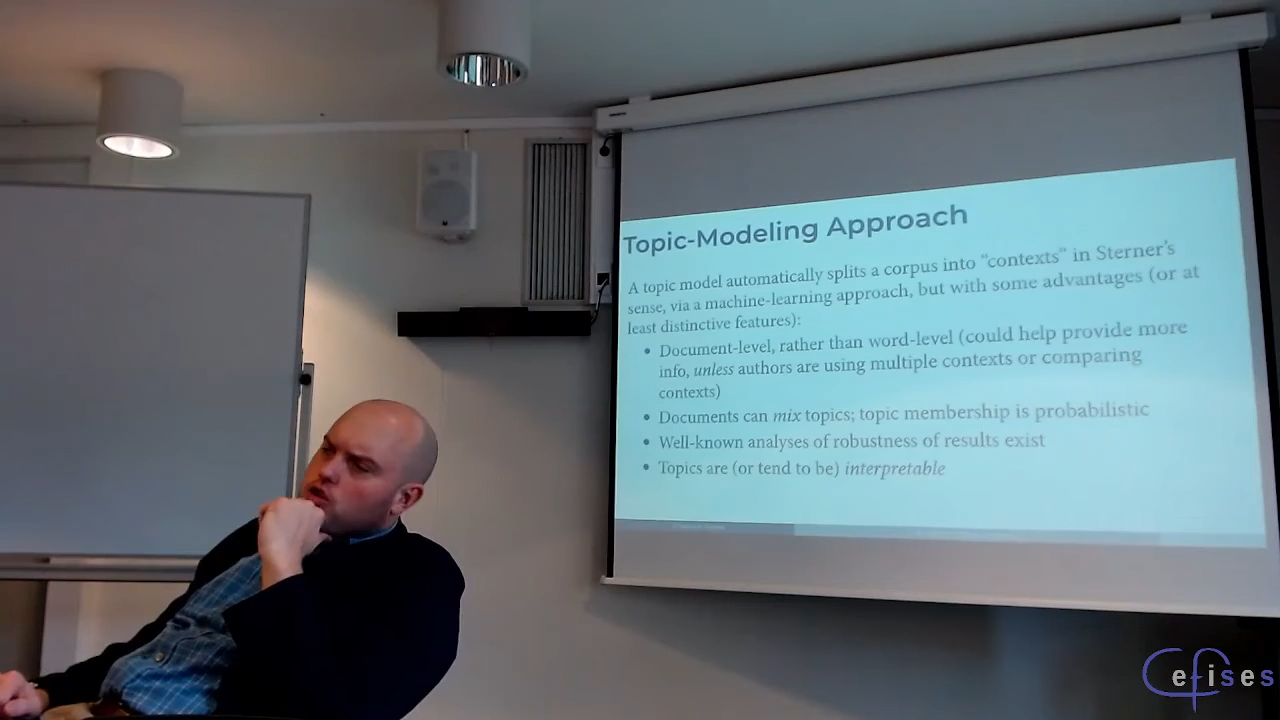 Topic-Modeling Approach
A topic model automatically splits a corpus into "contexts" in Sterner's
sense, via a machine-learning approach, but with some advantages (or at
least distinctive features):
• Document-level, rather than word-level (could help provide more
info, unless authors are using multiple contexts or comparing
contexts)
• Documents can mix topics; topic membership is probabilistic
• Well-known analyses of robustness of results exist
• Topics are (or tend to be) interpretable
Cefises